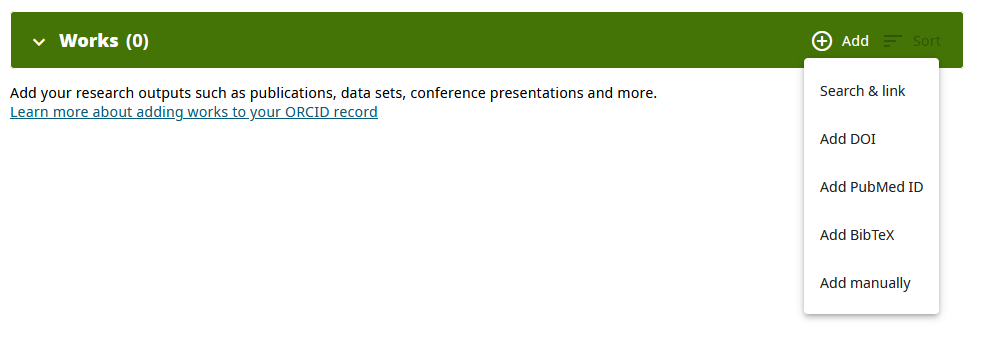 Works (0)
Add
Sort
Add your research outputs such as publications, data sets, conference presentations and more.
Learn more about adding works to your ORCID record
Search & link
Add DOI
Add PubMed ID
Add BibTeX
Add manually